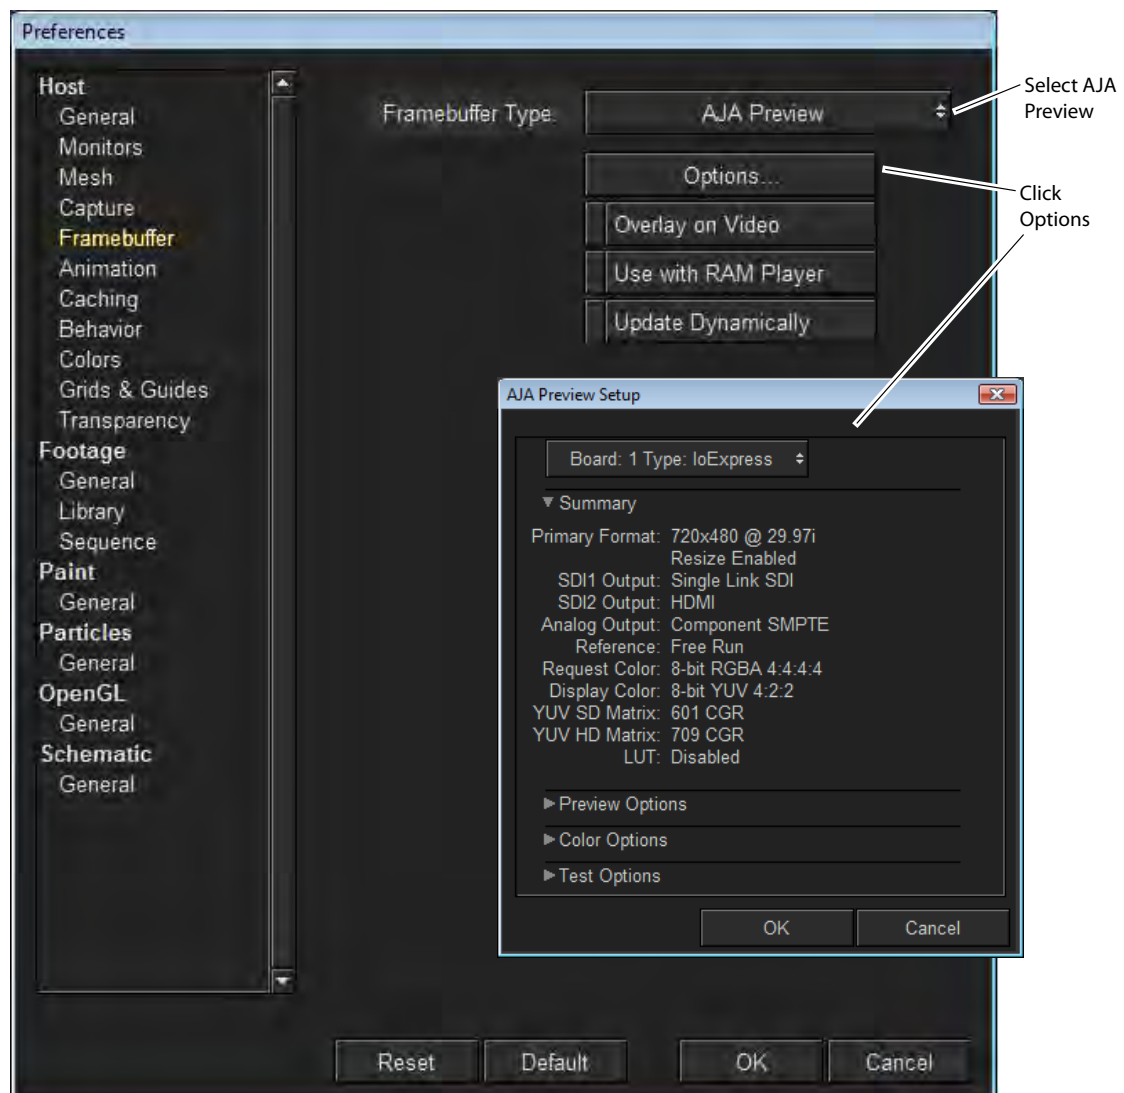 Preferences
Host
General
Monitors
Mesh
Capture
Framebuffer
Animation
Caching
Behavior
Colors
Grids & Guides
Transparency
Footage
General
Library
Sequence
Paint
General
Particles
General
OpenGL
General
Schematic
General
Framebuffer Type:
AJA Preview
Options...
Overlay on Video
Use with RAM Player
Update Dynamically
Select AJA
Preview
Click
Options
AJA Preview Setup
Board: 1 Type: IoExpress
Summary
Primary Format: 720x480 @ 29.97i
Resize Enabled
SDI1 Output: Single Link SDI
SDI2 Output: HDMI
Analog Output: Component SMPTE
Reference: Free Run
Request Color: 8-bit RGBA 4:4:4:4
Display Color: 8-bit YUV 4:2:2
YUV SD Matrix: 601 CGR
YUV HD Matrix: 709 CGR
LUT: Disabled
Preview Options
Color Options
Test Options
OK Cancel
Reset Default OK Cancel